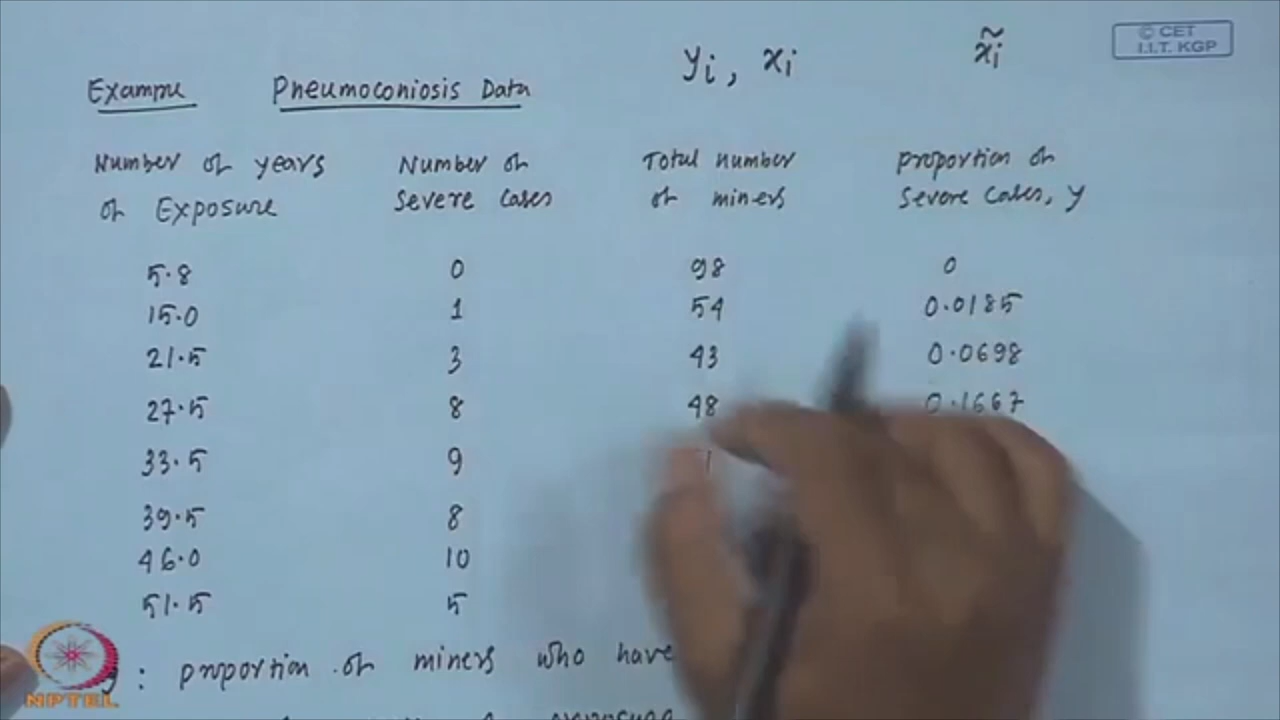 © CET
I.I.T. KGP
yᵢ, xᵢ x̃ᵢ
Example Pneumoconiosis Data
Number of years Number of Total number proportion of
of Exposure Severe cases of miners Severe cases, y
5.8 0 98 0
15.0 1 54 0.0185
21.5 3 43 0.0698
27.5 8 48 0.1667
33.5 9
39.5 8
46.0 10
51.5 5
y : proportion of miners who have
NPTEL